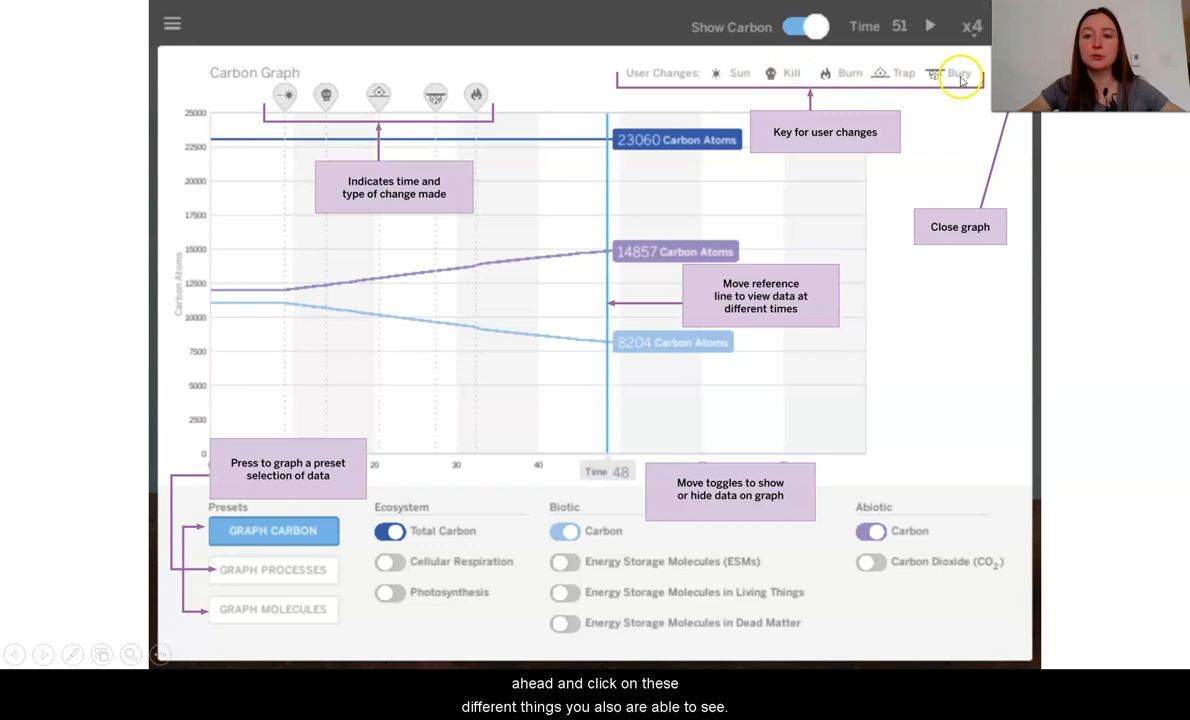 Show Carbon
Time 51
x4
Carbon Graph
User Changes: Sun Kill Burn Trap Bury
25000
22500
20000
17500
15000
12500
10000
7500
5000
2500
0
Carbon Atoms
23060 Carbon Atoms
14857 Carbon Atoms
8204 Carbon Atoms
Key for user changes
Indicates time and
type of change made
Close graph
Move reference
line to view data at
different times
20
30
40
Time 48
Press to graph a preset
selection of data
Move toggles to show
or hide data on graph
Presets
GRAPH CARBON
GRAPH PROCESSES
GRAPH MOLECULES
Ecosystem
Total Carbon
Cellular Respiration
Photosynthesis
Biotic
Carbon
Energy Storage Molecules (ESMs)
Energy Storage Molecules in Living Things
Energy Storage Molecules in Dead Matter
Abiotic
Carbon
Carbon Dioxide (CO₂)
ahead and click on these
different things you also are able to see.